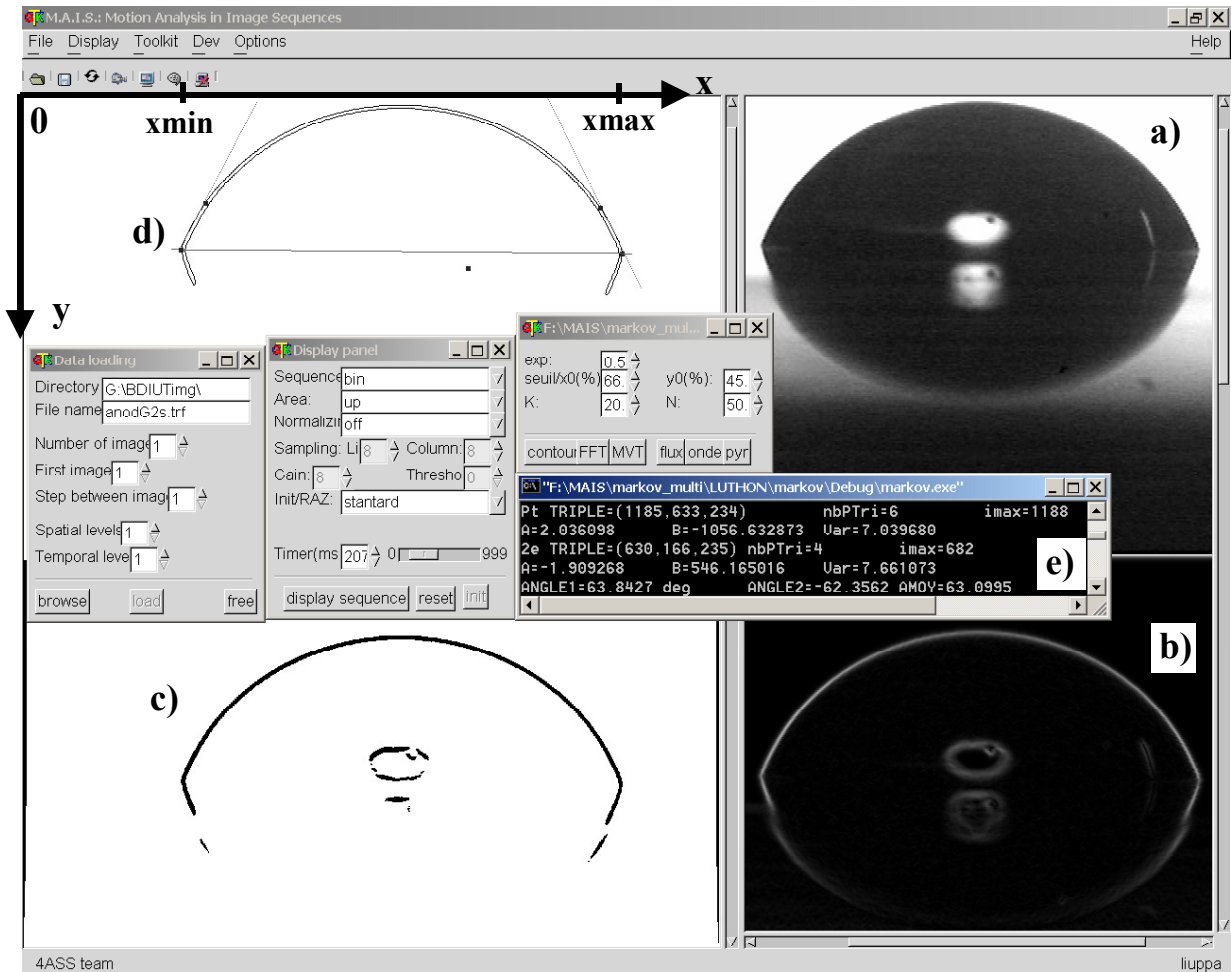 M.A.I.S.: Motion Analysis in Image Sequences
File Display Toolkit Dev Options Help
x
0 xmin xmax
a)
d)
y
Data loading
Directory G:\BDIUTimg\
File name anodG2s.trf
Number of image 1
First image 1
Step between imag 1
Spatial levels 1
Temporal leve 1
browse load free
Display panel
Sequence bin
Area: up
Normalizi off
Sampling: Li 8 Column: 8
Gain: 8 Thresho 0
Init/RAZ: stantard
Timer(ms 207 0 999
display sequence reset init
F:\MAIS\markov_mul...
exp: 0.5
seuil/x0(%) 66. y0(%): 45.
K: 20. N: 50.
contour FFT MVT flux onde pyr
"F:\MAIS\markov_multi\LUTHON\markov\Debug\markov.exe"
Pt TRIPLE=(1185,633,234) nbPTri=6 imax=1188
A=2.036098 B=-1056.632873 Var=7.039680
2e TRIPLE=(630,166,235) nbPTri=4 imax=682
A=-1.909268 B=546.165016 Var=7.661073
ANGLE1=63.8427 deg ANGLE2=-62.3562 AMOY=63.0995
e)
b)
c)
4ASS team liuppa